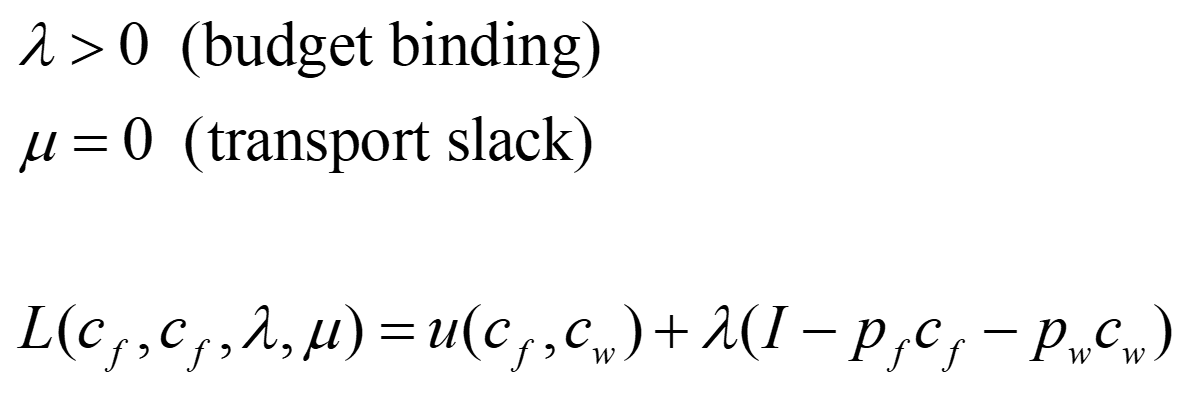 λ > 0 (budget binding)
μ = 0 (transport slack)
L(c_f, c_f, λ, μ) = u(c_f, c_w) + λ(I − p_f c_f − p_w c_w)